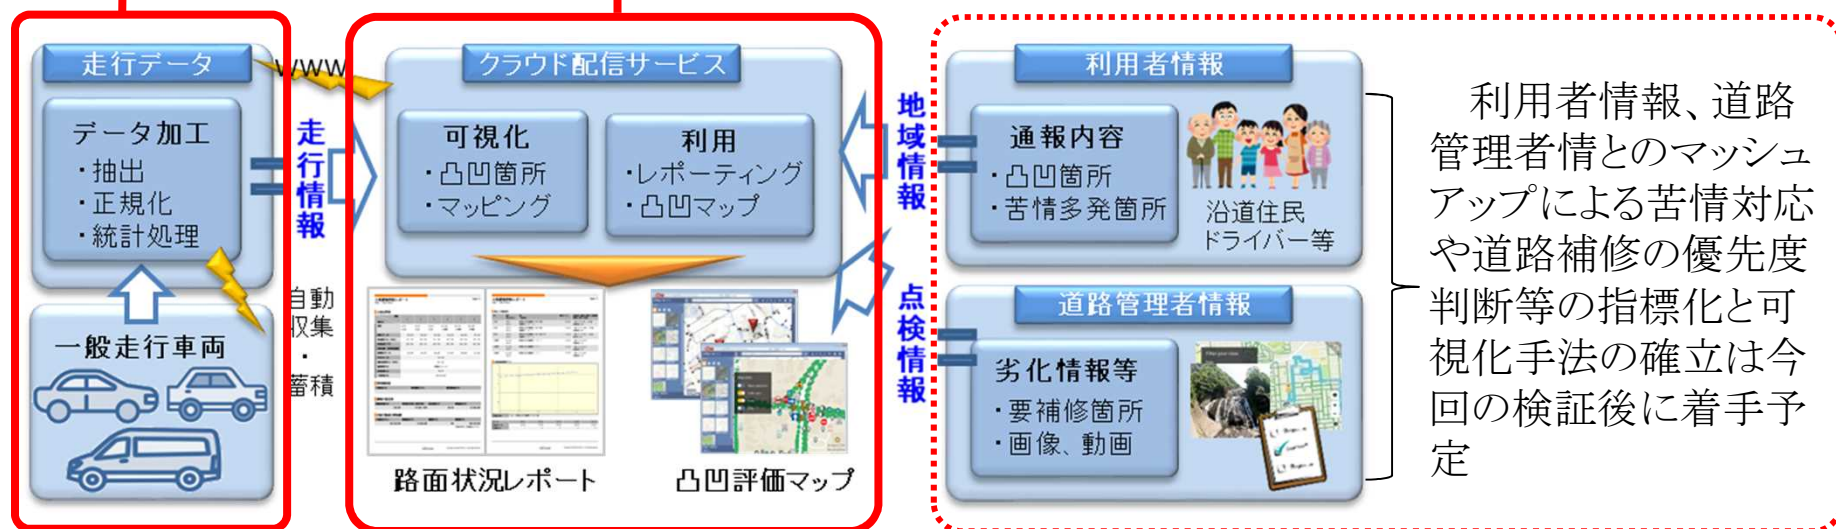 走行データ
データ加工
・抽出
・正規化
・統計処理
一般走行車両
www
走行情報
自動
収集
・
蓄積
クラウド配信サービス
可視化
・凸凹箇所
・マッピング
利用
・レポーティング
・凸凹マップ
路面状況レポート
凸凹評価マップ
地域情報
点検情報
利用者情報
通報内容
・凸凹箇所
・苦情多発箇所
沿道住民
ドライバー等
道路管理者情報
劣化情報等
・要補修箇所
・画像、動画
利用者情報、道路
管理者情とのマッシュ
アップによる苦情対応
や道路補修の優先度
判断等の指標化と可
視化手法の確立は今
回の検証後に着手予
定